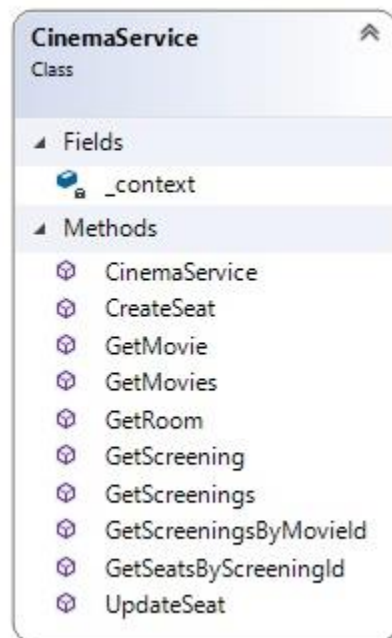 CinemaService
Class
Fields
_context
Methods
CinemaService
CreateSeat
GetMovie
GetMovies
GetRoom
GetScreening
GetScreenings
GetScreeningsByMovieId
GetSeatsByScreeningId
UpdateSeat